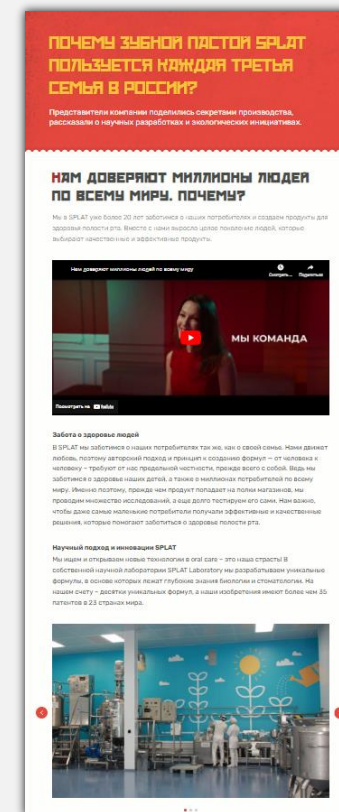 ПОЧЕМУ ЗУБНОЙ ПАСТОЙ SPLAT
ПОЛЬЗУЕТСЯ КАЖДАЯ ТРЕТЬЯ
СЕМЬЯ В РОССИИ?
Представители компании поделились секретами производства,
рассказали о научных разработках и экологических инициативах.
НАМ ДОВЕРЯЮТ МИЛЛИОНЫ ЛЮДЕЙ
ПО ВСЕМУ МИРУ. ПОЧЕМУ?
Мы в SPLAT уже более 20 лет заботимся о наших потребителях и создаем продукты для
здоровья полости рта. Вместе с нами выросло целое поколение людей, которые
выбирают качественные и эффективные продукты.
Нам доверяют миллионы людей по всему миру
Смотреть...
Поделиться
МЫ КОМАНДА
Посмотреть на YouTube
Забота о здоровье людей
В SPLAT мы заботимся о наших потребителях так же, как о своей семье. Нами движет
любовь, поэтому авторский подход и принцип к созданию формул – от человека к
человеку – требуют от нас предельной честности, прежде всего с собой. Ведь мы
заботимся о здоровье наших детей, а также о миллионах потребителей по всему
миру. Именно поэтому, прежде чем продукт попадает на полки магазинов, мы
проводим множество исследований, а еще долго тестируем его сами. Нам важно,
чтобы даже самые маленькие потребители получали эффективные и качественные
решения, которые помогают заботиться о здоровье полости рта.
Научный подход и инновации SPLAT
Мы ищем и открываем новые технологии в oral care – это наша страсть! В
собственной научной лаборатории SPLAT Laboratory мы разрабатываем уникальные
формулы, в основе которых лежат глубокие знания биологии и стоматологии. На
нашем счету – десятки уникальных формул, а наши изобретения имеют более чем 35
патентов в 23 странах мира.